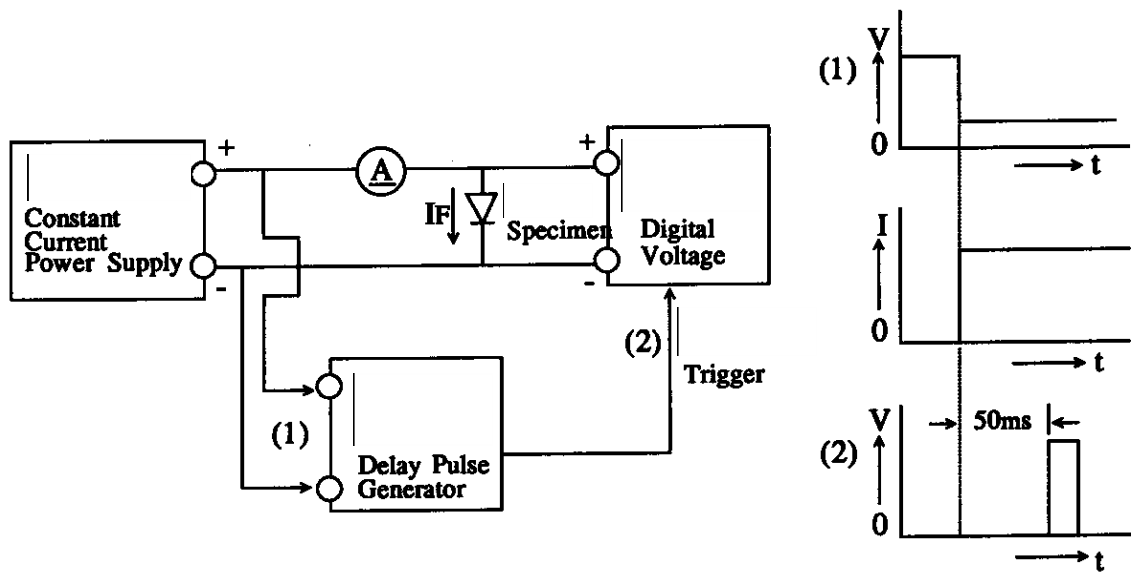 +
Constant
Current
Power Supply
-
A
IF
Specimen
+
Digital
Voltage
-
(1)
Delay Pulse
Generator
(2)
Trigger
(1)
V
0
t
I
0
t
(2)
V
0
50ms
t